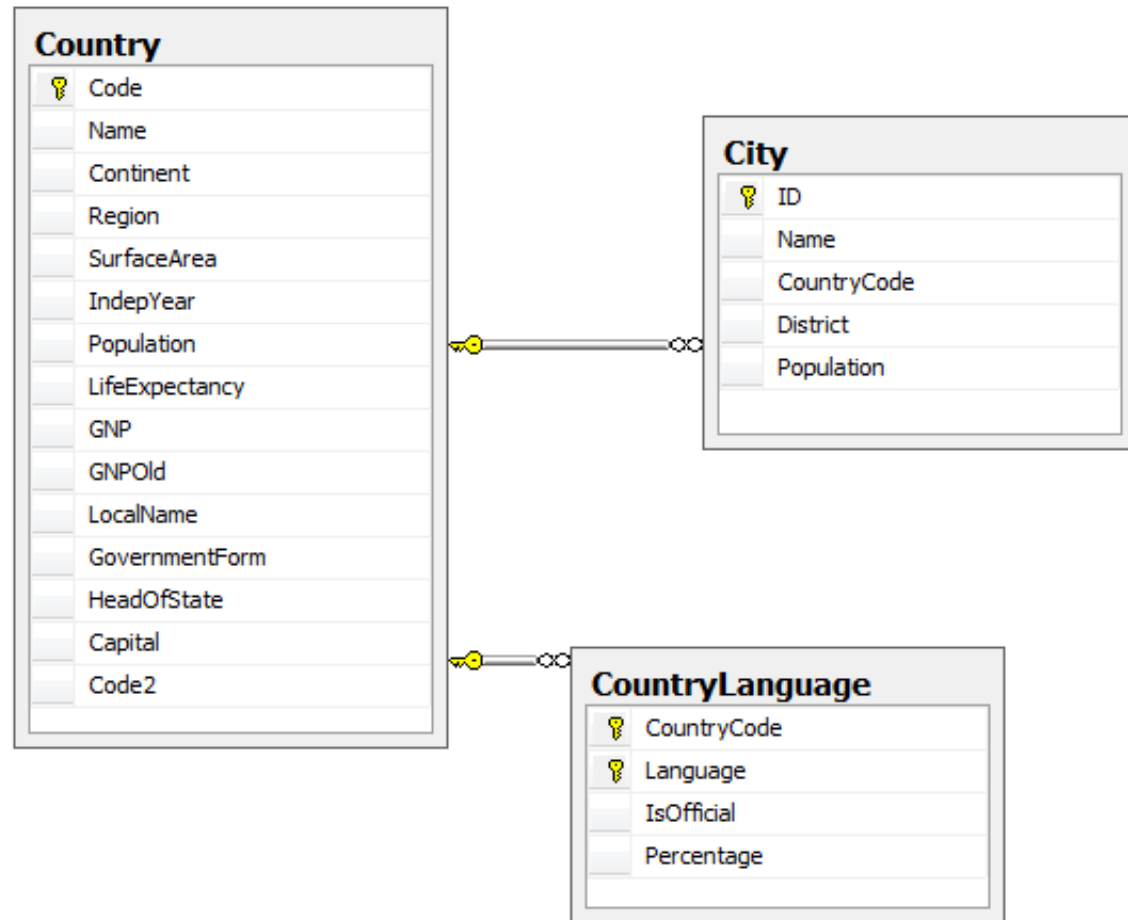 Country
Code
Name
Continent
Region
SurfaceArea
IndepYear
Population
LifeExpectancy
GNP
GNPOld
LocalName
GovernmentForm
HeadOfState
Capital
Code2
City
ID
Name
CountryCode
District
Population
CountryLanguage
CountryCode
Language
IsOfficial
Percentage